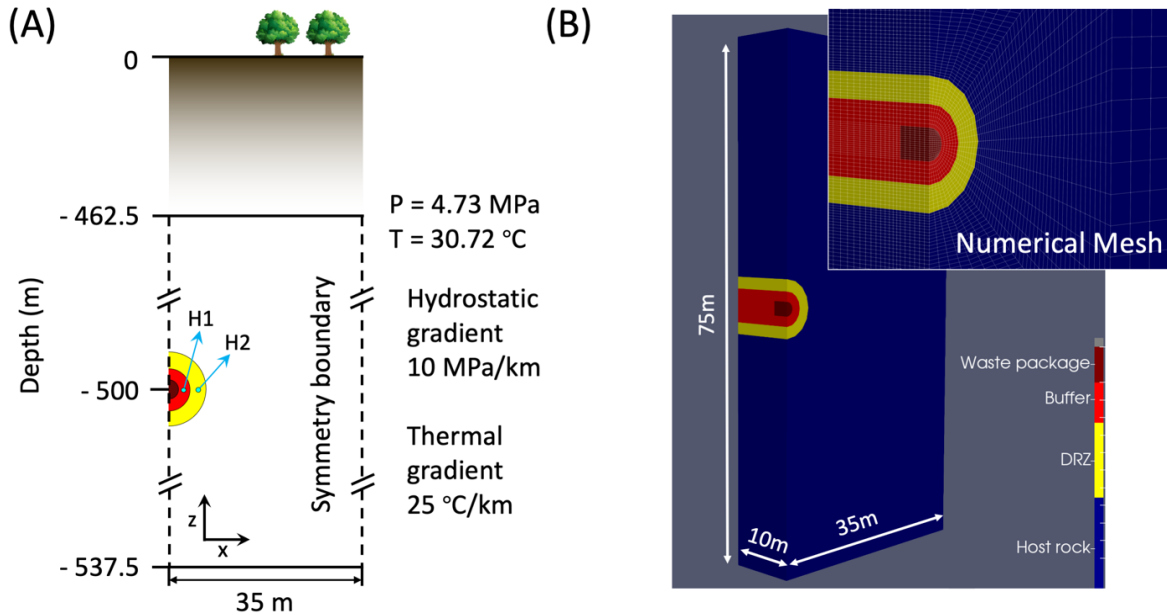 (A)
0
- 462.5
P = 4.73 MPa
T = 30.72 °C
Depth (m)
H1
H2
- 500
Symmetry boundary
Hydrostatic
gradient
10 MPa/km
Thermal
gradient
25 °C/km
z
x
- 537.5
35 m
(B)
Numerical Mesh
75m
10m
35m
Waste package
Buffer
DRZ
Host rock